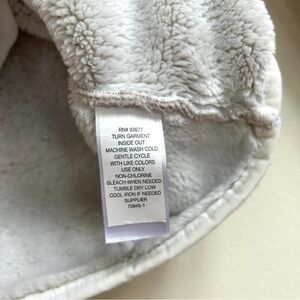 RN# 93677
TURN GARMENT
INSIDE OUT
MACHINE WASH COLD
GENTLE CYCLE
WITH LIKE COLORS
USE ONLY
NON-CHLORINE
BLEACH WHEN NEEDED
TUMBLE DRY LOW
COOL IRON IF NEEDED
SUPPLIER
70845-1